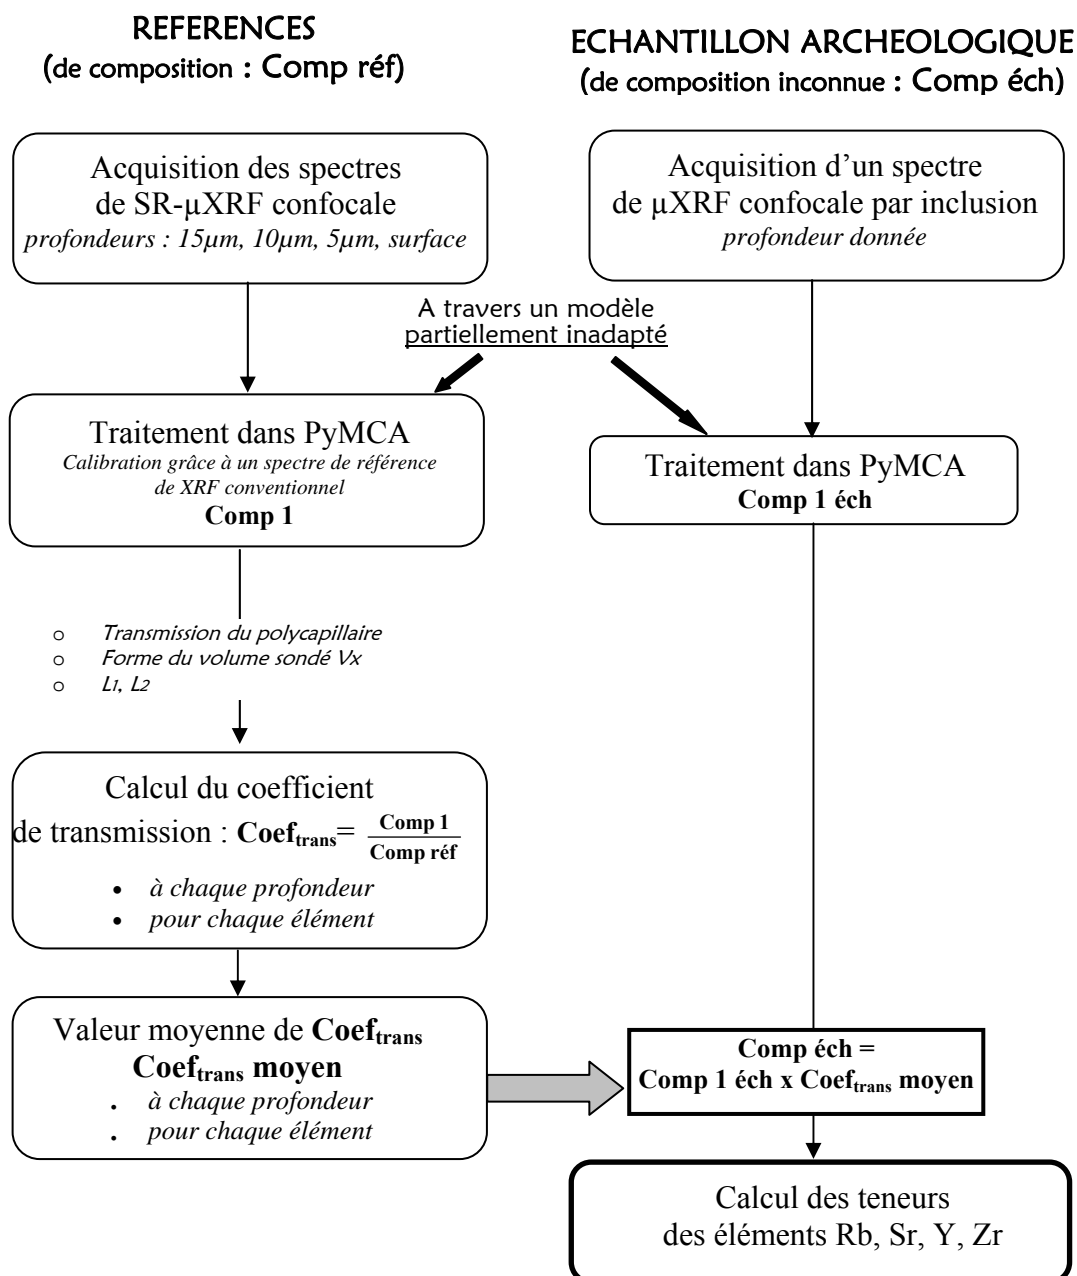 REFERENCES
(de composition : Comp réf)
ECHANTILLON ARCHEOLOGIQUE
(de composition inconnue : Comp éch)
Acquisition des spectres
de SR-µXRF confocale
profondeurs : 15µm, 10µm, 5µm, surface
Acquisition d’un spectre
de µXRF confocale par inclusion
profondeur donnée
A travers un modèle
partiellement inadapté
Traitement dans PyMCA
Calibration grâce à un spectre de référence
de XRF conventionnel
Comp 1
Traitement dans PyMCA
Comp 1 éch
o Transmission du polycapillaire
o Forme du volume sondé Vx
o L1, L2
Calcul du coefficient
de transmission : Coeftrans= Comp 1 / Comp réf
• à chaque profondeur
• pour chaque élément
Valeur moyenne de Coeftrans
Coeftrans moyen
. à chaque profondeur
. pour chaque élément
Comp éch =
Comp 1 éch x Coeftrans moyen
Calcul des teneurs
des éléments Rb, Sr, Y, Zr